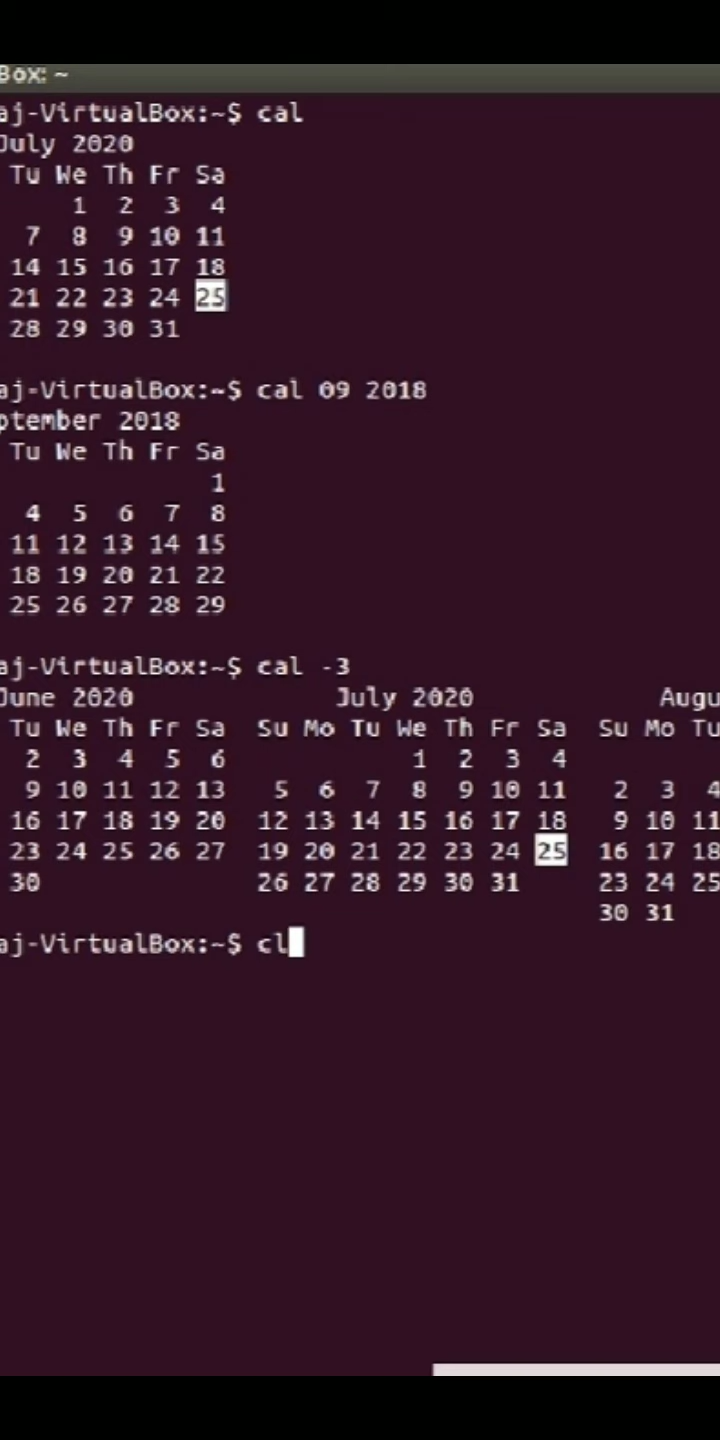 Box: ~
aj-VirtualBox:~$ cal
July 2020
Tu We Th Fr Sa
1 2 3 4
7 8 9 10 11
14 15 16 17 18
21 22 23 24 25
28 29 30 31
aj-VirtualBox:~$ cal 09 2018
ptember 2018
Tu We Th Fr Sa
1
4 5 6 7 8
11 12 13 14 15
18 19 20 21 22
25 26 27 28 29
aj-VirtualBox:~$ cal -3
June 2020 July 2020 Augu
Tu We Th Fr Sa Su Mo Tu We Th Fr Sa Su Mo Tu
2 3 4 5 6 1 2 3 4
9 10 11 12 13 5 6 7 8 9 10 11 2 3 4
16 17 18 19 20 12 13 14 15 16 17 18 9 10 11
23 24 25 26 27 19 20 21 22 23 24 25 16 17 18
30 26 27 28 29 30 31 23 24 25
30 31
aj-VirtualBox:~$ cl